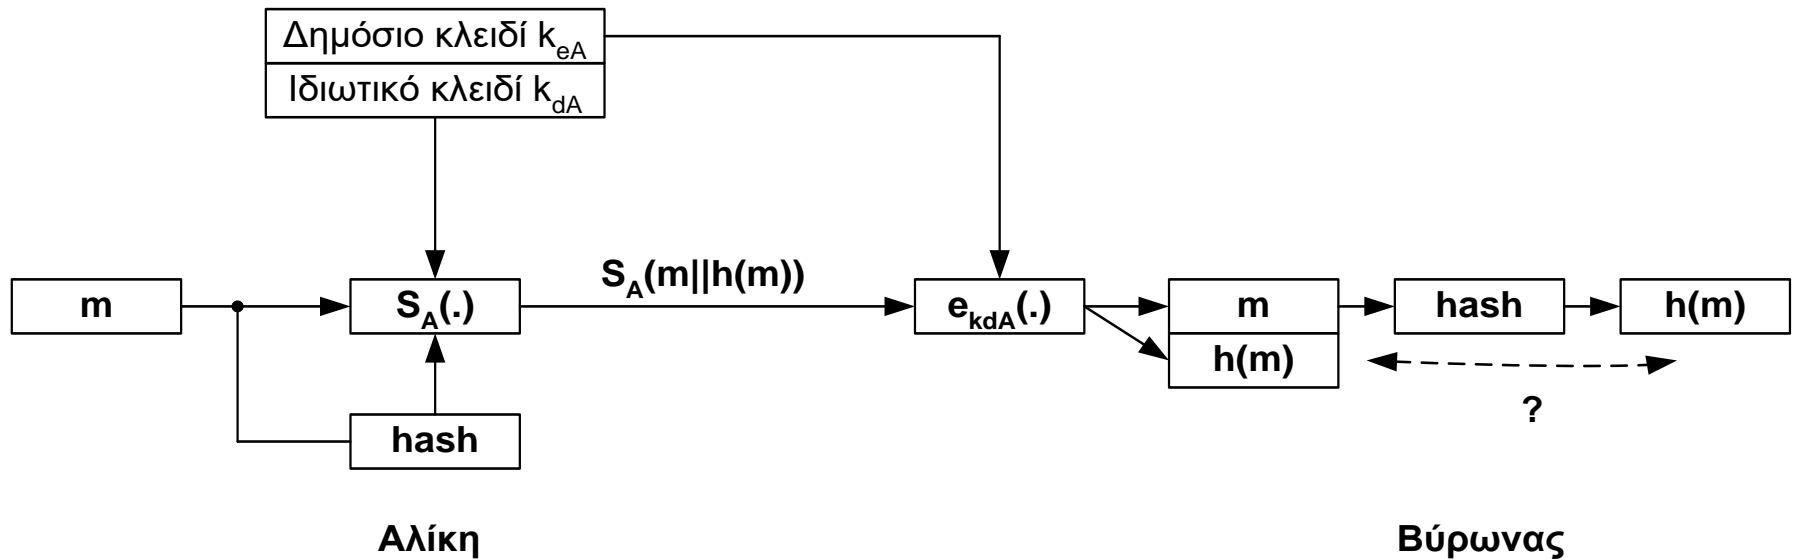 Δημόσιο κλειδί k_eA
Ιδιωτικό κλειδί k_dA
m
S_A(.)
S_A(m||h(m))
e_kdA(.)
m
hash
h(m)
h(m)
?
hash
Αλίκη
Βύρωνας